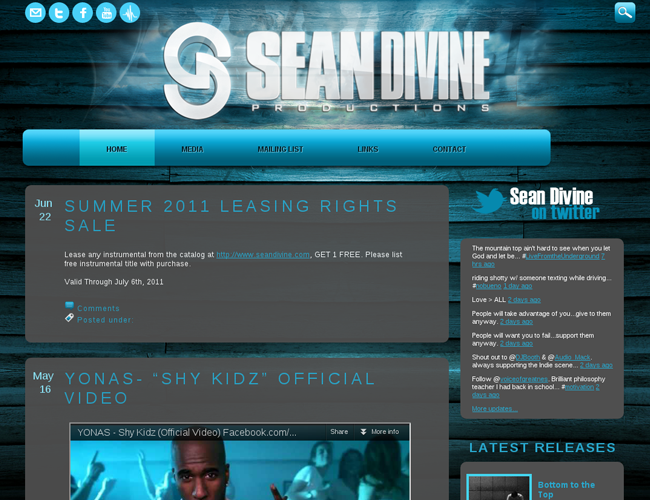 SEAN DIVINE
PRODUCTIONS
HOME
MEDIA
MAILING LIST
LINKS
CONTACT
Jun
22
SUMMER 2011 LEASING RIGHTS
SALE
Lease any instrumental from the catalog at http://www.seandivine.com, GET 1 FREE. Please list
free instrumental title with purchase.
Valid Through July 6th, 2011
Comments
Posted under:
May
16
YONAS- “SHY KIDZ” OFFICIAL
VIDEO
YONAS - Shy Kidz (Official Video) Facebook.com/...
Share
More info
Sean Divine
on twitter
The mountain top ain't hard to see when you let
God and let be... #LiveFromtheUnderground 7
hrs ago
riding shotty w/ someone texting while driving...
#nobueno 1 day ago
Love > ALL 2 days ago
People will take advantage of you...give to them
anyway. 2 days ago
People will want you to fail...support them
anyway. 2 days ago
Shout out to @DJBooth & @Audio_Mack,
always supporting the Indie scene... 2 days ago
Follow @voicesofgreatnes. Brilliant philosophy
teacher I had back in school... #motivation 2
days ago
More updates...
LATEST RELEASES
Bottom to the
Top